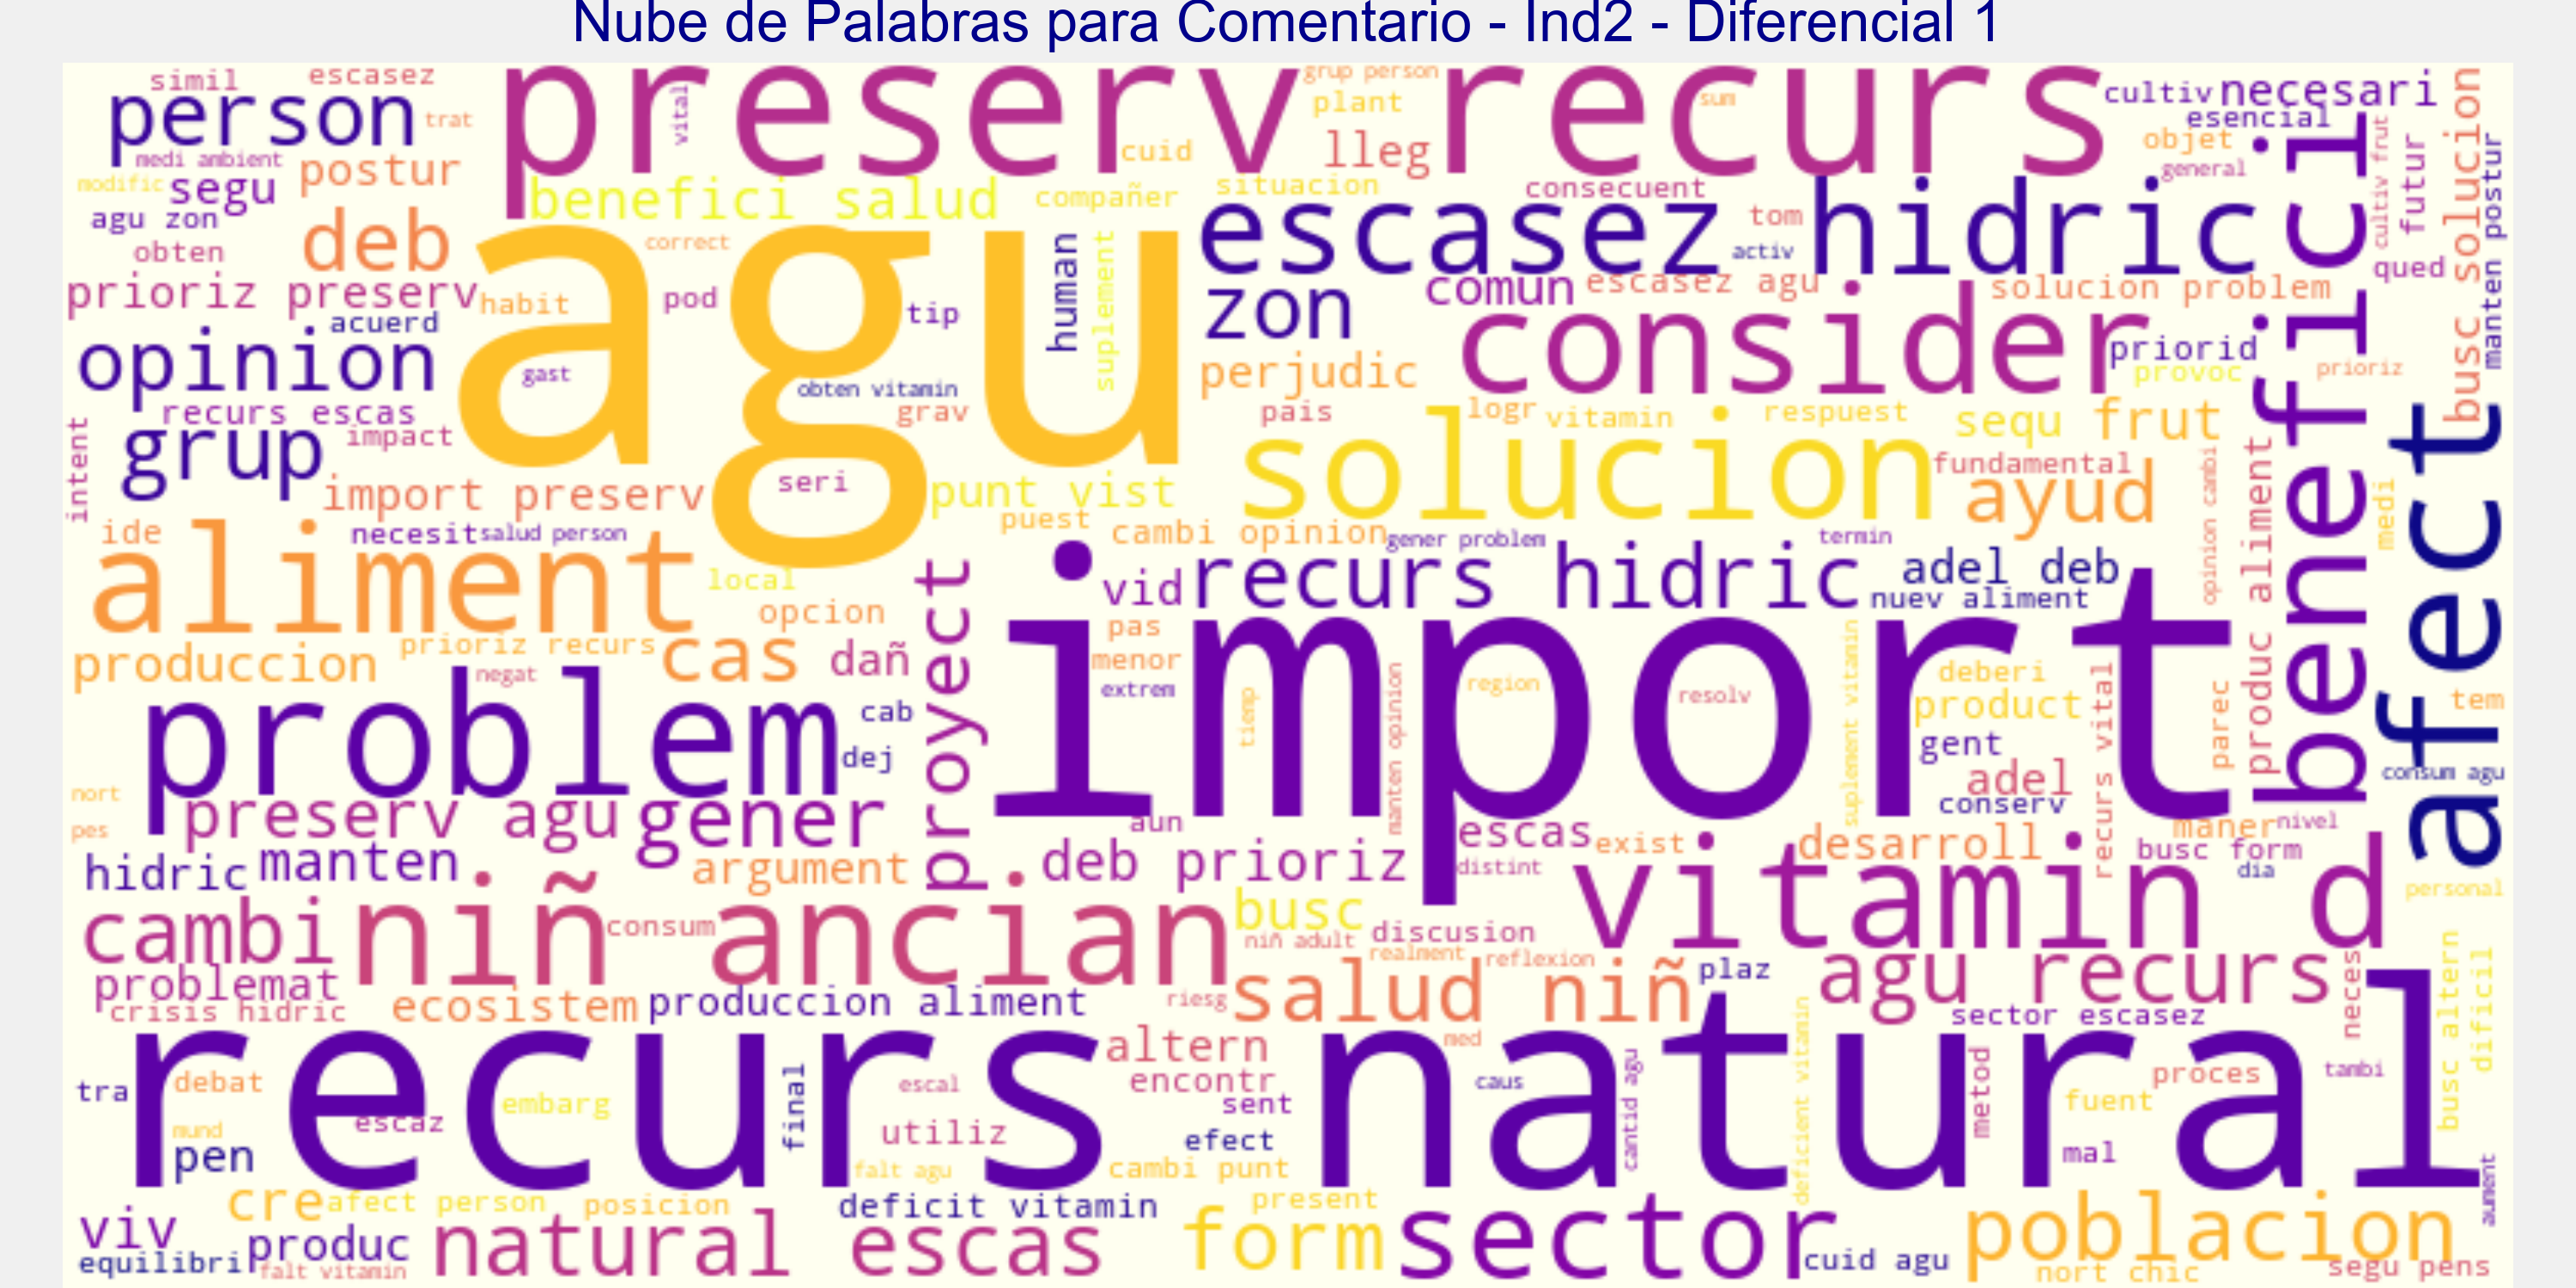 Nube de Palabras para Comentario - Ind2 - Diferencial 1
simil
escasez
person
trat
preserv recurs
vital
grup person
plant
sum
cultiv
necesari
esencial
objet
general
medi ambient
postur
modific
segu
cuid
lleg
benefici salud
compañer
situacion
consecuent
agu zon
obten
deb
correct
escasez hidric
tom
activ
cultiv frut
futur
busc solucion
manten postur
qued
prioriz preserv
habit
pod
tip
human
suplement
zon
comun
escasez agu
solucion problem
acuerd
opinion
agu
gast
obten vitamin
perjudic
consider
priorid
provoc
prioriz
benefici
recurs escas
impact
grav
pais
logr
vitamin
respuest
sequ
frut
intent
grup
import preserv
seri
punt vist
solucion
fundamental
ayud
opinion cambi
produc aliment
medi
afect
ide
necesit
salud person
puest
cambi opinion
gener problem
termin
aliment
local
opcion
proyect
vid
recurs hidric
adel deb
nuev aliment
produccion
prioriz recurs
cas
dañ
import
pas
menor
extrem
tiemp
manten opinion
region
resolv
suplement vitamin
deberi
product
gent
recurs vital
parec
tem
negat
problem
cab
dej
adel
conserv
consum agu
nort
pes
preserv agu
gener
aun
escas
exist
desarroll
maner
nivel
hidric
manten
argument
deb prioriz
distint
busc form
dia
personal
cambi
niñ ancian
consum
busc
niñ adult
discusion
vitamin d
realment
reflexion
problemat
crisis hidric
ecosistem
produccion aliment
riesg
salud niñ
plaz
agu recurs
neces
busc altern
dificil
sector escasez
recurs natural
altern
med
tra
debat
final
escal
encontr
caus
cantid agu
deficient vitamin
metod
proces
tambi
embarg
sent
fuent
mund
escaz
utiliz
efect
mal
pen
falt agu
cambi punt
aument
cre
afect person
posicion
deficit vitamin
present
viv
produc
natural escas
form
sector
poblacion
equilibri
falt vitamin
cuid agu
nort chic
segu pens